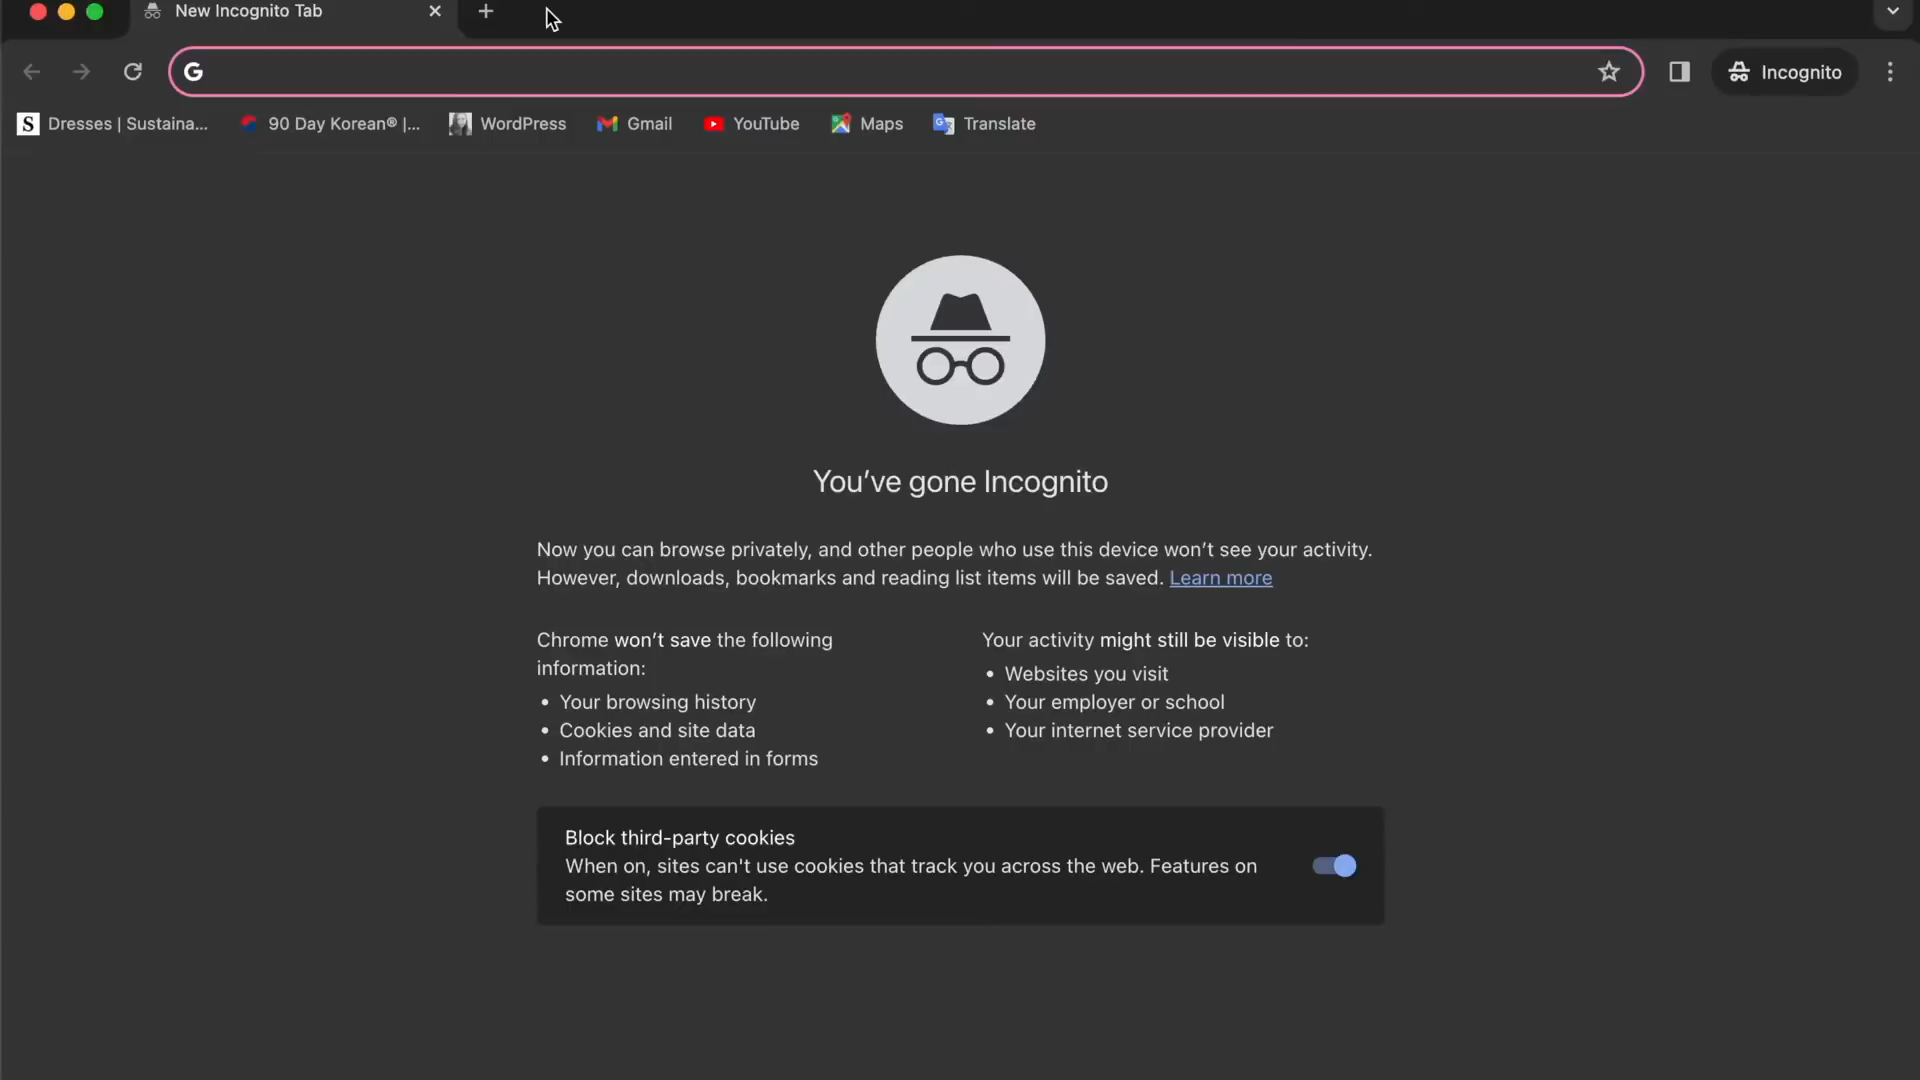 New Incognito Tab
G
Incognito
S Dresses | Sustaina... 90 Day Korean® |... WordPress Gmail YouTube Maps Translate
You've gone Incognito
Now you can browse privately, and other people who use this device won't see your activity.
However, downloads, bookmarks and reading list items will be saved. Learn more
Chrome won't save the following
information:
• Your browsing history
• Cookies and site data
• Information entered in forms
Your activity might still be visible to:
• Websites you visit
• Your employer or school
• Your internet service provider
Block third-party cookies
When on, sites can't use cookies that track you across the web. Features on
some sites may break.